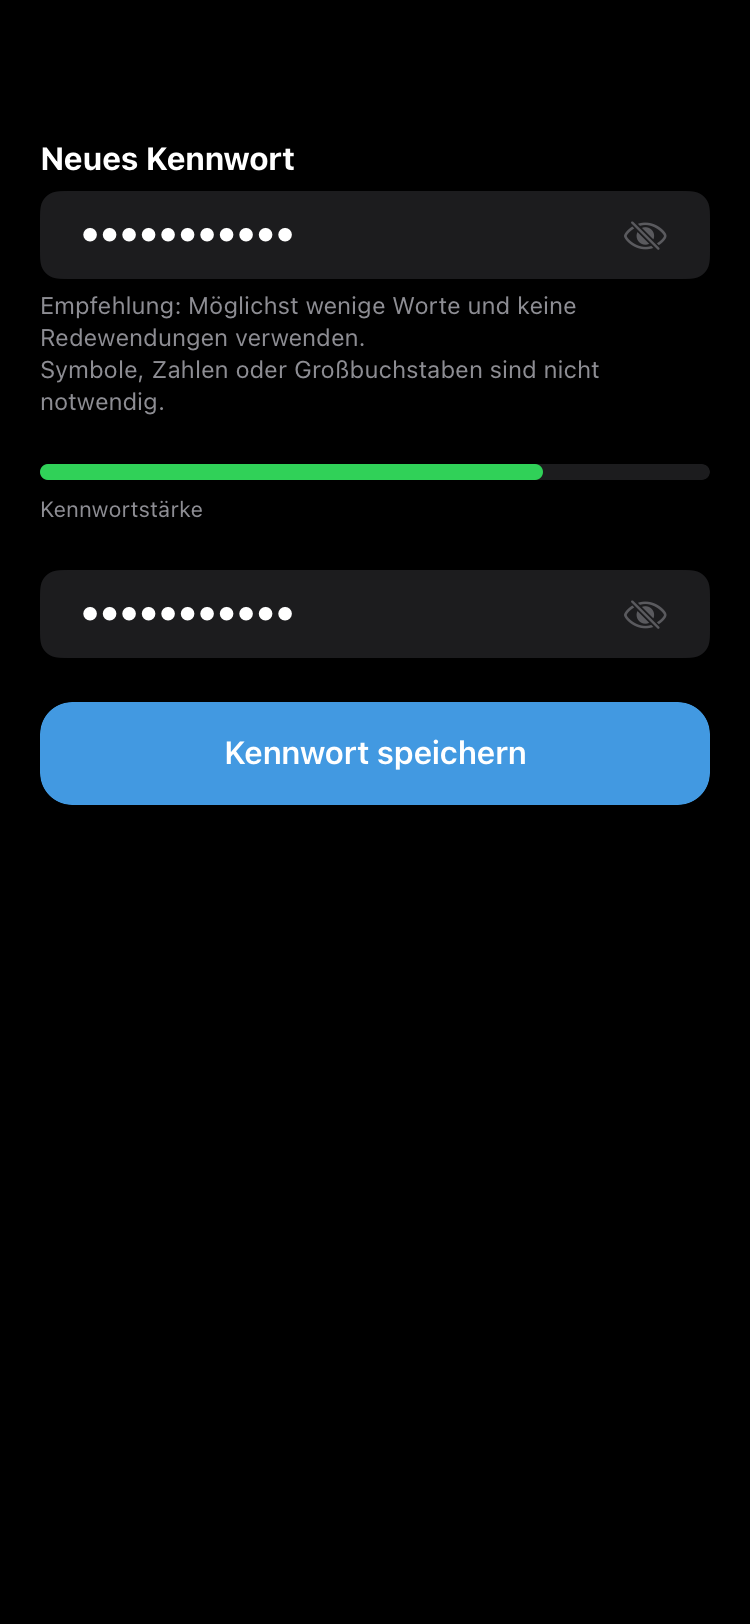 Neues Kennwort
•••••••••••
Empfehlung: Möglichst wenige Worte und keine
Redewendungen verwenden.
Symbole, Zahlen oder Großbuchstaben sind nicht
notwendig.
Kennwortstärke
•••••••••••
Kennwort speichern